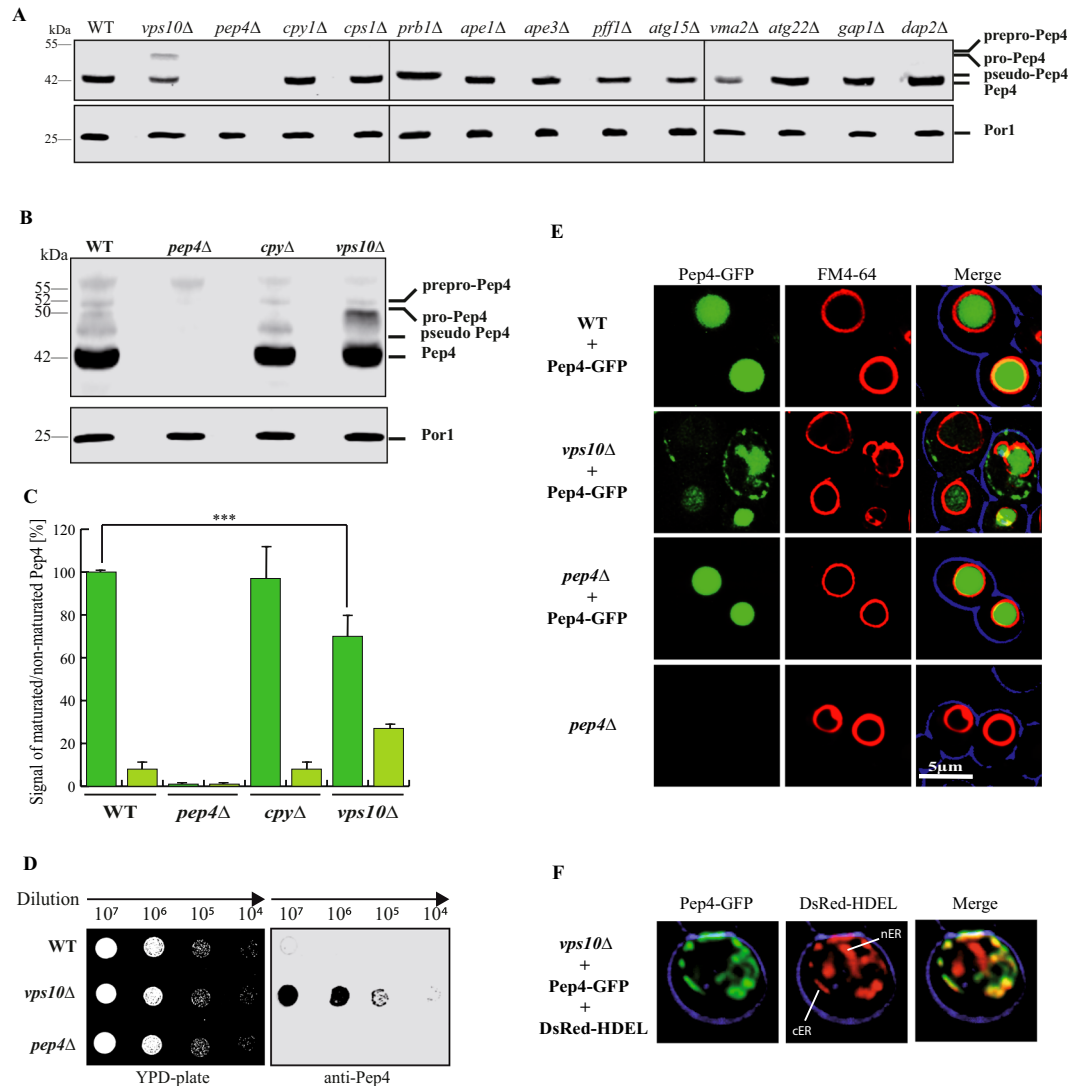 A
kDa WT vps10Δ pep4Δ cpy1Δ cps1Δ prb1Δ ape1Δ ape3Δ pff1Δ atg15Δ vma2Δ atg22Δ gap1Δ dap2Δ
55
42
prepro-Pep4
pro-Pep4
pseudo-Pep4
Pep4
25
Por1
B
kDa WT pep4Δ cpyΔ vps10Δ
55
52
50
42
prepro-Pep4
pro-Pep4
pseudo Pep4
Pep4
25
Por1
C
Signal of maturated/non-maturated Pep4 [%]
120
100
80
60
40
20
0
***
WT pep4Δ cpyΔ vps10Δ
D
Dilution
10⁷ 10⁶ 10⁵ 10⁴ 10⁷ 10⁶ 10⁵ 10⁴
WT
vps10Δ
pep4Δ
YPD-plate anti-Pep4
E
Pep4-GFP FM4-64 Merge
WT
+
Pep4-GFP
vps10Δ
+
Pep4-GFP
pep4Δ
+
Pep4-GFP
pep4Δ
5µm
F
Pep4-GFP DsRed-HDEL Merge
vps10Δ
+
Pep4-GFP
+
DsRed-HDEL
nER
cER